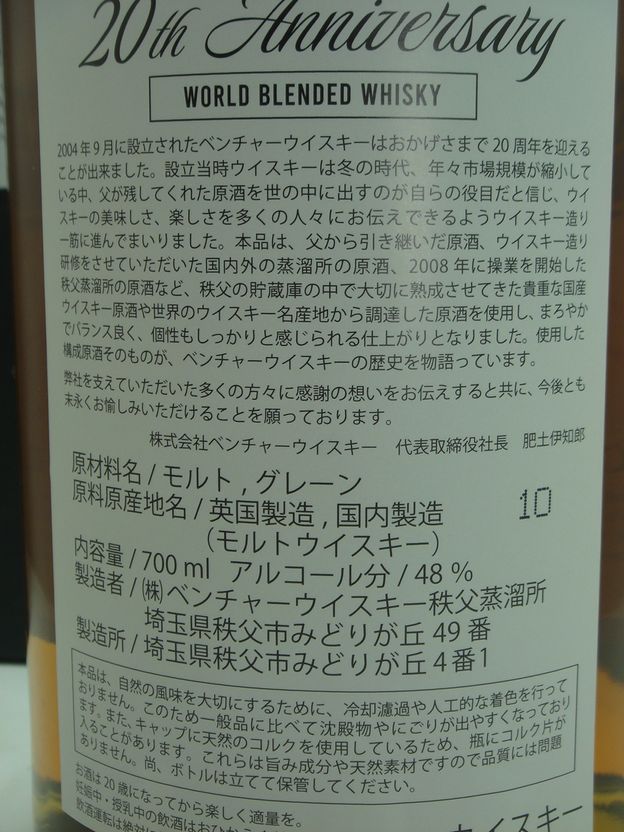 20th Anniversary
WORLD BLENDED WHISKY
2004年9月に設立されたベンチャーウイスキーはおかげさまで20周年を迎える
ことが出来ました。設立当時ウイスキーは冬の時代、年々市場規模が縮小して
いる中、父が残してくれた原酒を世の中に出すのが自らの役目だと信じ、ウイ
スキーの美味しさ、楽しさを多くの人々にお伝えできるようウイスキー造り
一筋に進んでまいりました。本品は、父から引き継いだ原酒、ウイスキー造り
研修をさせていただいた国内外の蒸溜所の原酒、2008年に操業を開始した
秩父蒸溜所の原酒など、秩父の貯蔵庫の中で大切に熟成させてきた貴重な国産
ウイスキー原酒や世界のウイスキー名産地から調達した原酒を使用し、まろやか
でバランス良く、個性もしっかりと感じられる仕上がりとなりました。使用した
構成原酒そのものが、ベンチャーウイスキーの歴史を物語っています。
弊社を支えていただいた多くの方々に感謝の想いをお伝えすると共に、今後とも
末永くお愉しみいただけることを願っております。
株式会社ベンチャーウイスキー 代表取締役社長 肥土伊知郎
原材料名/モルト,グレーン
原料原産地名/英国製造,国内製造
(モルトウイスキー)
10
内容量/700 ml アルコール分/48 %
製造者/㈱ベンチャーウイスキー秩父蒸溜所
埼玉県秩父市みどりが丘49番
製造所/埼玉県秩父市みどりが丘4番1
本品は、自然の風味を大切にするために、冷却濾過や人工的な着色を行って
おりません。このため一般品に比べて沈殿物やにごりが出やすくなっており
ます。また、キャップに天然のコルクを使用しているため、瓶にコルク片が
入ることがあります。これらは旨み成分や天然素材ですので品質には問題
ありません。尚、ボトルは立てて保管してください。
お酒は20歳になってから楽しく適量を。
妊娠中・授乳中の飲酒はおひか
飲酒運転は絶対に
ウイスキー